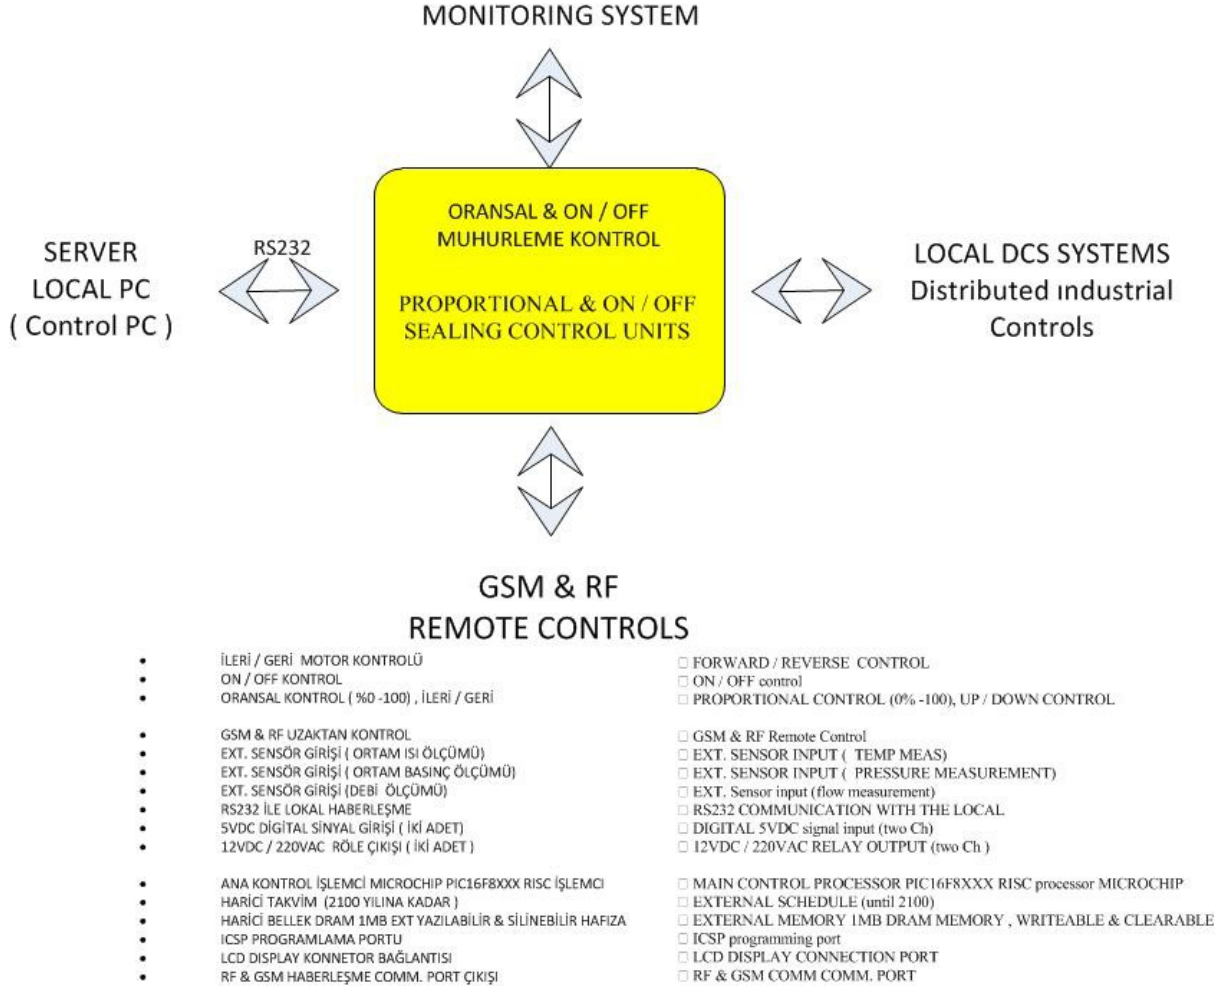 MONITORING SYSTEM
ORANSAL & ON / OFF
MUHURLEME KONTROL
PROPORTIONAL & ON / OFF
SEALING CONTROL UNITS
SERVER
LOCAL PC
( Control PC )
RS232
LOCAL DCS SYSTEMS
Distributed ındustrial
Controls
GSM & RF
REMOTE CONTROLS
• İLERİ / GERİ MOTOR KONTROLÜ
• ON / OFF KONTROL
• ORANSAL KONTROL ( %0 -100) , İLERİ / GERİ
• GSM & RF UZAKTAN KONTROL
• EXT. SENSÖR GİRİŞİ ( ORTAM ISI ÖLÇÜMÜ)
• EXT. SENSÖR GİRİŞİ ( ORTAM BASINÇ ÖLÇÜMÜ)
• EXT. SENSÖR GİRİŞİ (DEBİ ÖLÇÜMÜ)
• RS232 İLE LOKAL HABERLEŞME
• 5VDC DİGİTAL SİNYAL GİRİŞİ ( İKİ ADET)
• 12VDC / 220VAC RÖLE ÇIKIŞI ( İKİ ADET )
• ANA KONTROL İŞLEMCİ MICROCHIP PIC16F8XXX RISC İŞLEMCI
• HARİCİ TAKVİM (2100 YILINA KADAR )
• HARİCİ BELLEK DRAM 1MB EXT YAZILABİLİR & SİLİNEBİLİR HAFIZA
• ICSP PROGRAMLAMA PORTU
• LCD DISPLAY KONNETOR BAĞLANTISI
• RF & GSM HABERLEŞME COMM. PORT ÇIKIŞI
□ FORWARD / REVERSE CONTROL
□ ON / OFF control
□ PROPORTIONAL CONTROL (0% -100), UP / DOWN CONTROL
□ GSM & RF Remote Control
□ EXT. SENSOR INPUT ( TEMP MEAS)
□ EXT. SENSOR INPUT ( PRESSURE MEASUREMENT)
□ EXT. Sensor input (flow measurement)
□ RS232 COMMUNICATION WITH THE LOCAL
□ DIGITAL 5VDC signal input (two Ch)
□ 12VDC / 220VAC RELAY OUTPUT (two Ch )
□ MAIN CONTROL PROCESSOR PIC16F8XXX RISC processor MICROCHIP
□ EXTERNAL SCHEDULE (until 2100)
□ EXTERNAL MEMORY 1MB DRAM MEMORY , WRITEABLE & CLEARABLE
□ ICSP programming port
□ LCD DISPLAY CONNECTION PORT
□ RF & GSM COMM COMM. PORT